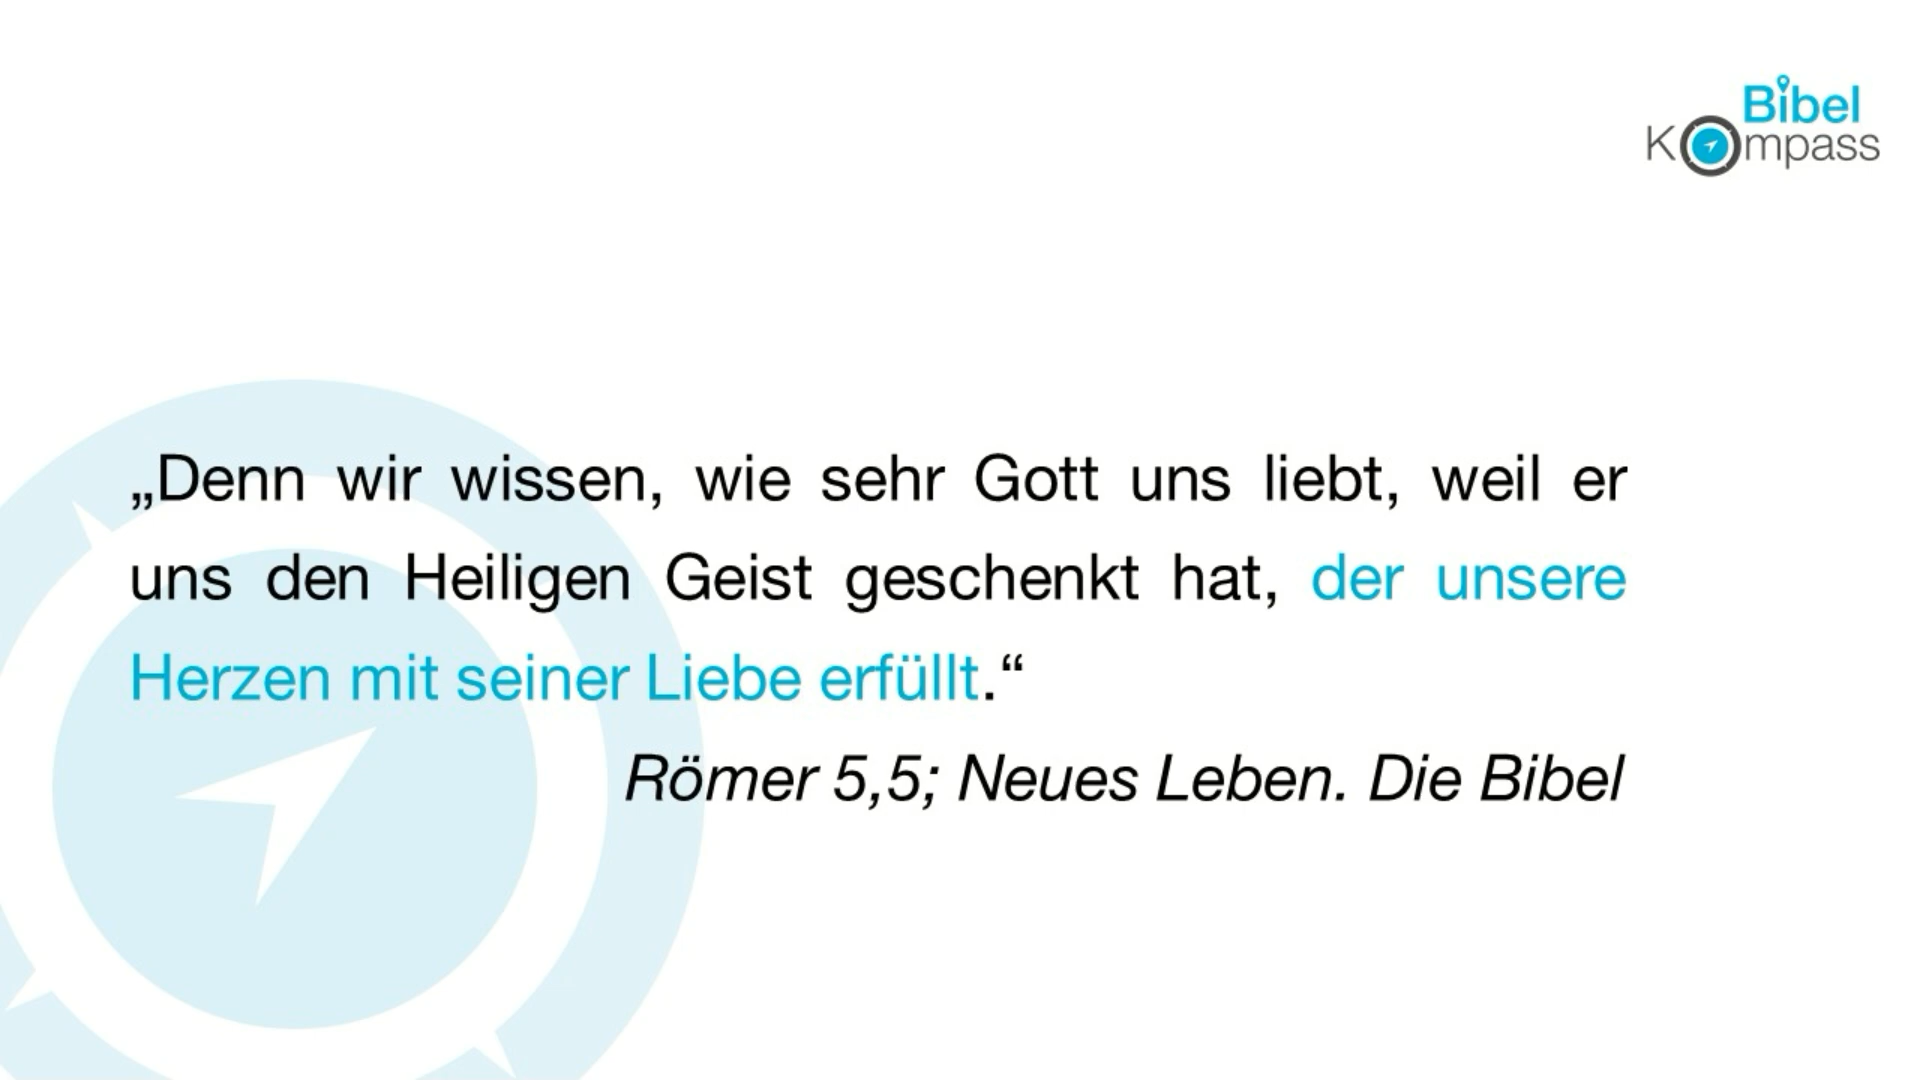 Bibel
Kompass
„Denn wir wissen, wie sehr Gott uns liebt, weil er
uns den Heiligen Geist geschenkt hat, der unsere
Herzen mit seiner Liebe erfüllt.“
Römer 5,5; Neues Leben. Die Bibel